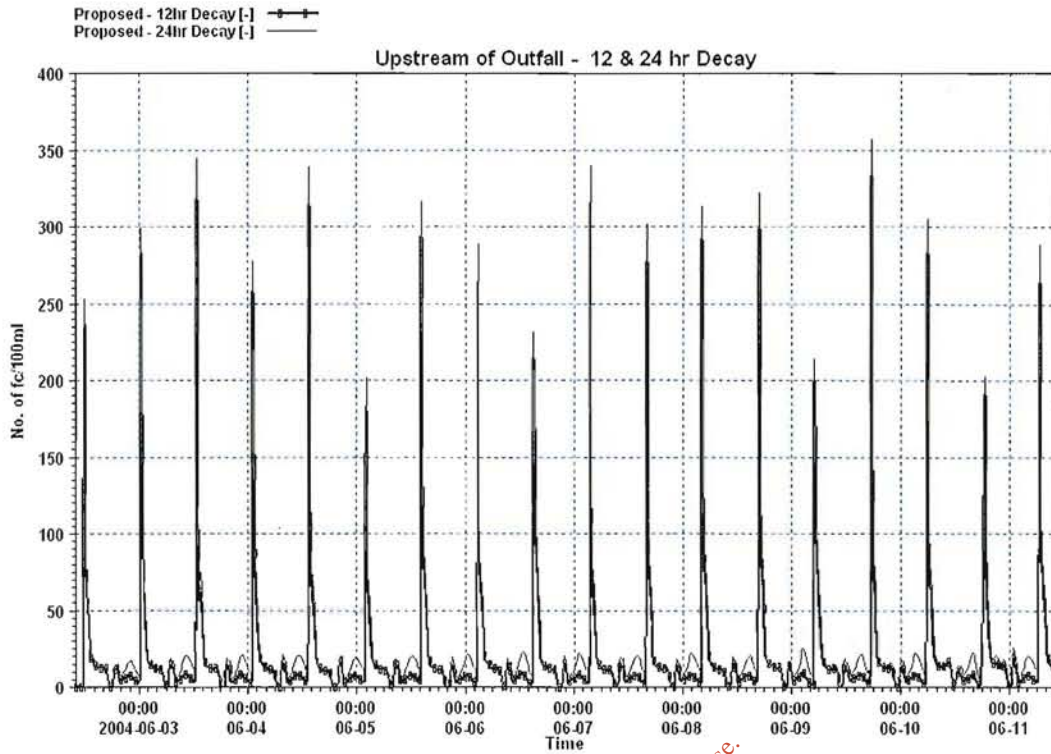 Proposed - 12hr Decay [-]
Proposed - 24hr Decay [-]
Upstream of Outfall - 12 & 24 hr Decay
400
350
300
250
200
150
100
50
0
No. of fc/100ml
00:00 00:00 00:00 00:00 00:00 00:00 00:00 00:00 00:00
2004-06-03 06-04 06-05 06-06 06-07 06-08 06-09 06-10 06-11
Time